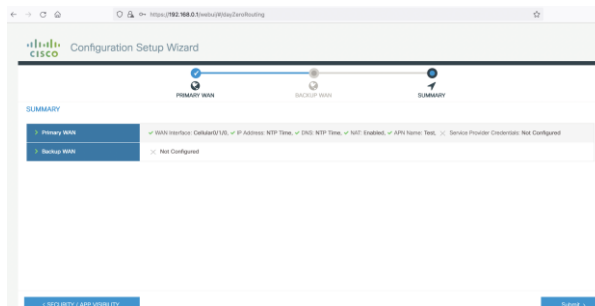 https://192.168.0.1/webui/#/dayZeroRouting
CISCO Configuration Setup Wizard
PRIMARY WAN
BACKUP WAN
SUMMARY
SUMMARY
Primary WAN
WAN Interface: Cellular0/1/0, IP Address: NTP Time, DNS: NTP Time, NAT: Enabled, APN Name: Test, Service Provider Credentials: Not Configured
Backup WAN
Not Configured
< SECURITY / APP VISIBILITY
Submit >